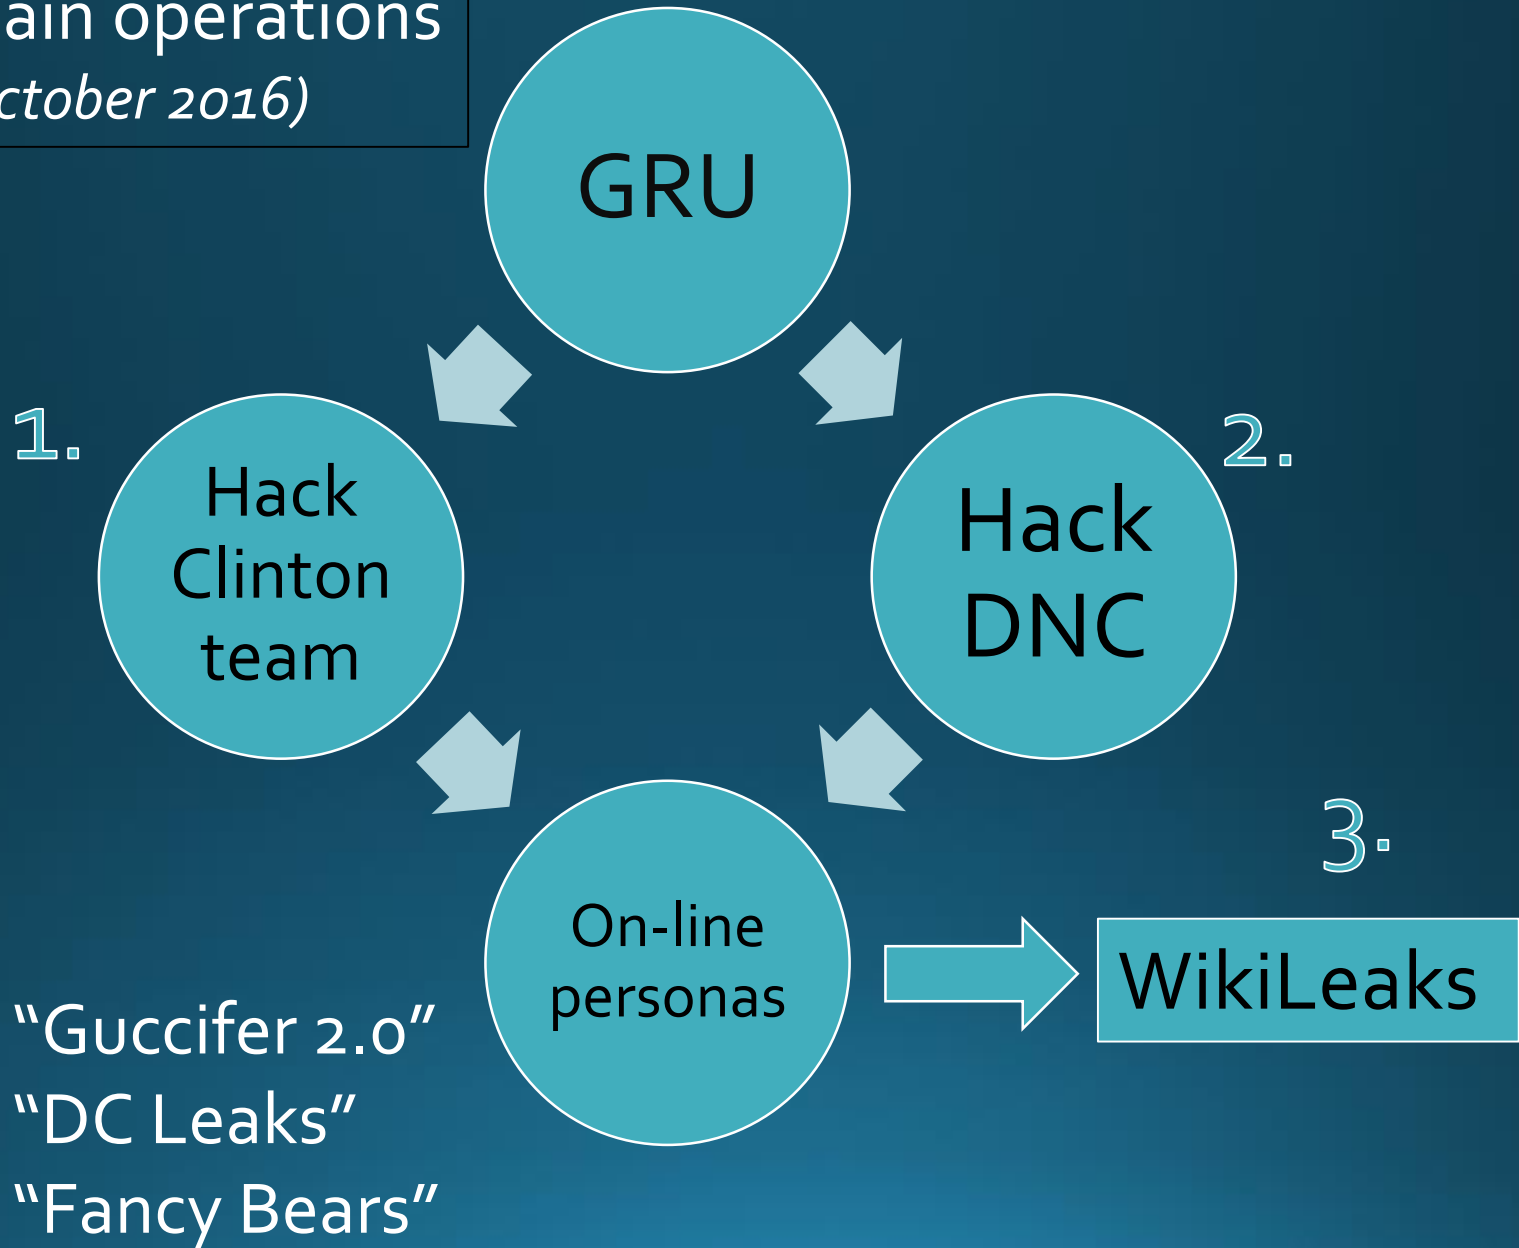 ain operations
ctober 2016)
GRU
1.
Hack
Clinton
team
2.
Hack
DNC
3.
On-line
personas
WikiLeaks
“Guccifer 2.0”
“DC Leaks”
“Fancy Bears”